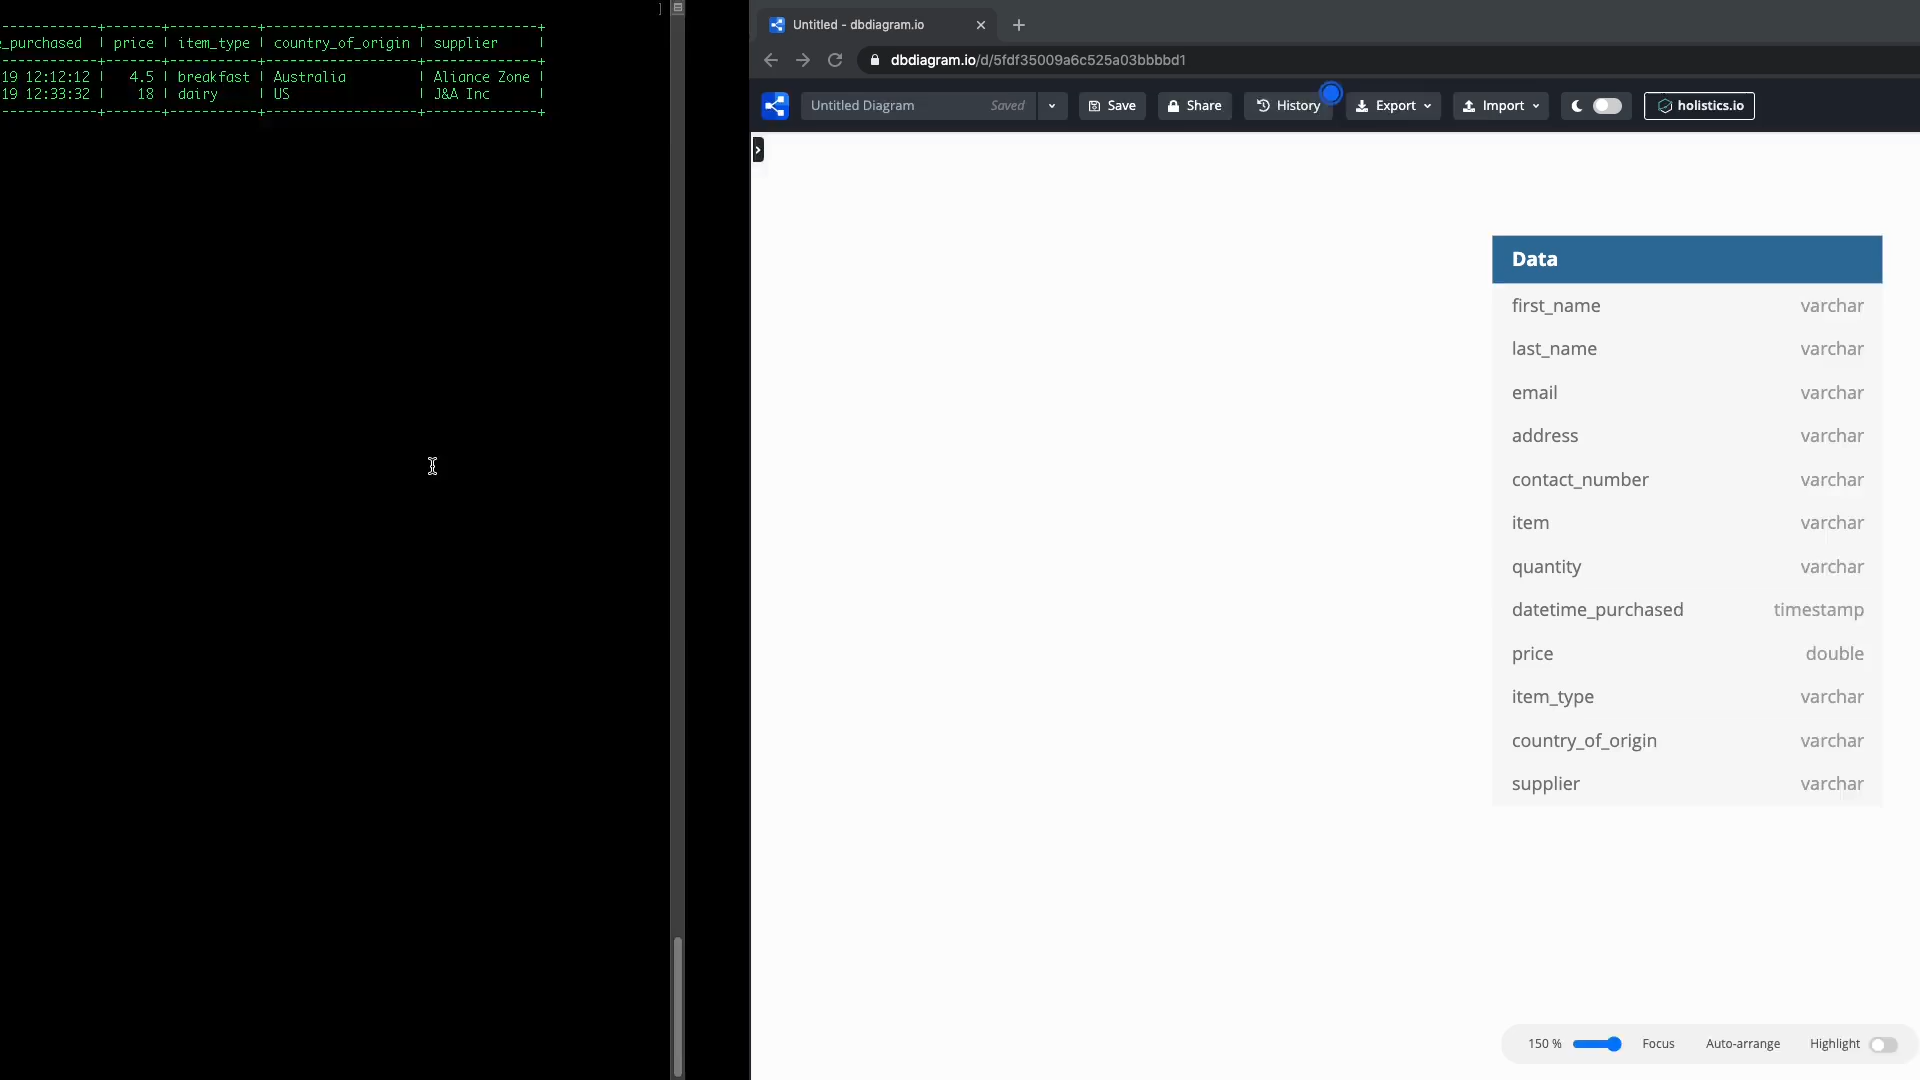 ]
-------------+-------+-----------+-------------------+--------------+
e_purchased | price | item_type | country_of_origin | supplier |
-------------+-------+-----------+-------------------+--------------+
19 12:12:12 | 4.5 | breakfast | Australia | Aliance Zone |
19 12:33:32 | 18 | dairy | US | J&A Inc |
-------------+-------+-----------+-------------------+--------------+
Untitled - dbdiagram.io
dbdiagram.io/d/5fdf35009a6c525a03bbbbd1
Untitled Diagram Saved Save Share History Export Import holistics.io
Data
first_name varchar
last_name varchar
email varchar
address varchar
contact_number varchar
item varchar
quantity varchar
datetime_purchased timestamp
price double
item_type varchar
country_of_origin varchar
supplier varchar
150 % Focus Auto-arrange Highlight